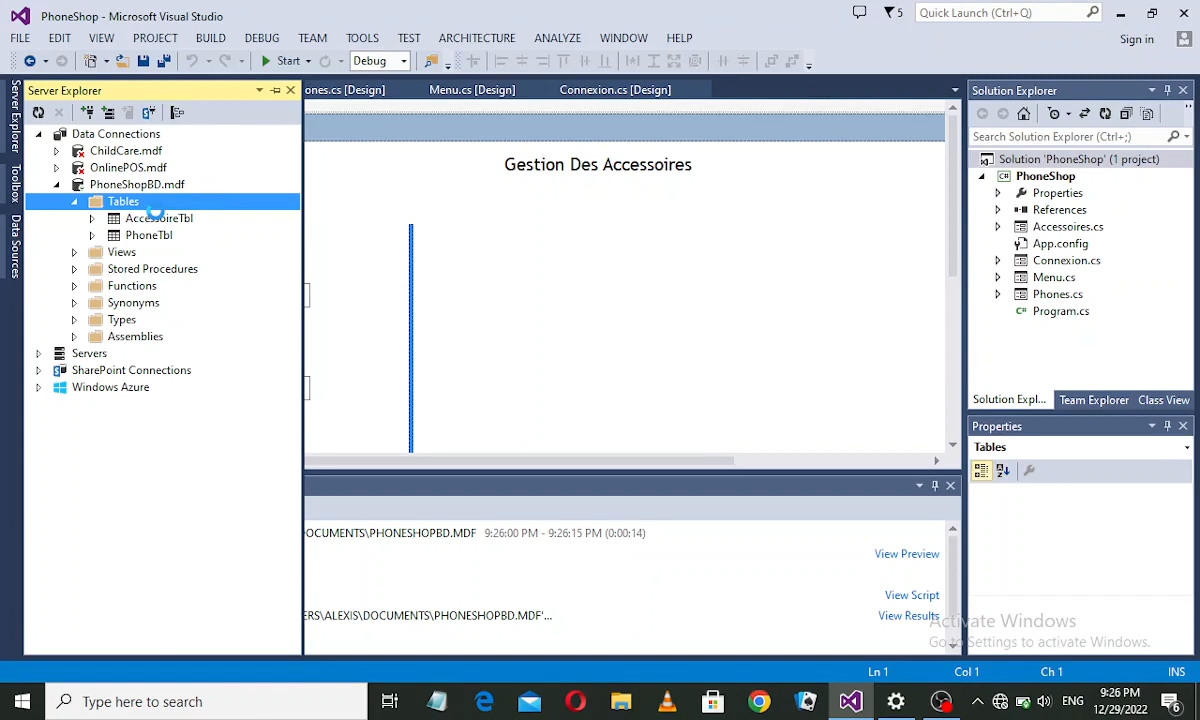 PhoneShop - Microsoft Visual Studio
5
Quick Launch (Ctrl+Q)
FILE EDIT VIEW PROJECT BUILD DEBUG TEAM TOOLS TEST ARCHITECTURE ANALYZE WINDOW HELP
Sign in
Start
Debug
Server Explorer
Toolbox
Data Sources
Server Explorer
Data Connections
ChildCare.mdf
OnlinePOS.mdf
PhoneShopBD.mdf
Tables
AccessoireTbl
PhoneTbl
Views
Stored Procedures
Functions
Synonyms
Types
Assemblies
Servers
SharePoint Connections
Windows Azure
ones.cs [Design]
Menu.cs [Design]
Connexion.cs [Design]
Gestion Des Accessoires
OCUMENTS\PHONESHOPBD.MDF 9:26:00 PM - 9:26:15 PM (0:00:14)
View Preview
View Script
ERS\ALEXIS\DOCUMENTS\PHONESHOPBD.MDF'...
View Results
Solution Explorer
Search Solution Explorer (Ctrl+;)
Solution 'PhoneShop' (1 project)
PhoneShop
Properties
References
Accessoires.cs
App.config
Connexion.cs
Menu.cs
Phones.cs
Program.cs
Solution Expl... Team Explorer Class View
Properties
Tables
Activate Windows
Go to Settings to activate Windows.
Ln 1 Col 1 Ch 1 INS
Type here to search
ENG
9:26 PM
12/29/2022
6